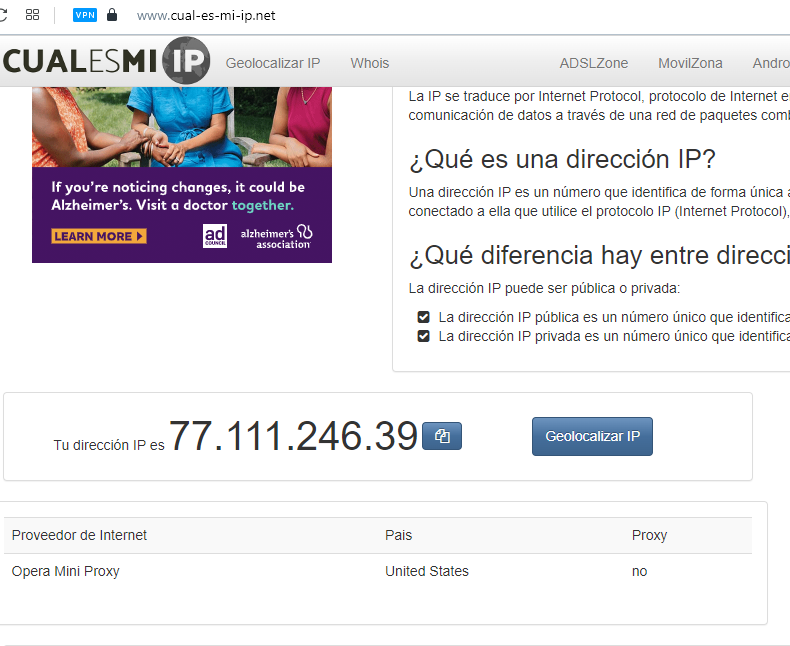 VPN www.cual-es-mi-ip.net
CUALESMI IP Geolocalizar IP Whois ADSLZone MovilZona Andro
If you're noticing changes, it could be
Alzheimer's. Visit a doctor together.
LEARN MORE
ad COUNCIL alzheimer's association
La IP se traduce por Internet Protocol, protocolo de Internet e
comunicación de datos a través de una red de paquetes comb
¿Qué es una dirección IP?
Una dirección IP es un número que identifica de forma única a
conectado a ella que utilice el protocolo IP (Internet Protocol),
¿Qué diferencia hay entre direcci
La dirección IP puede ser pública o privada:
La dirección IP pública es un número único que identifica
La dirección IP privada es un número único que identifica
Tu dirección IP es 77.111.246.39 Geolocalizar IP
Proveedor de Internet Pais Proxy
Opera Mini Proxy United States no